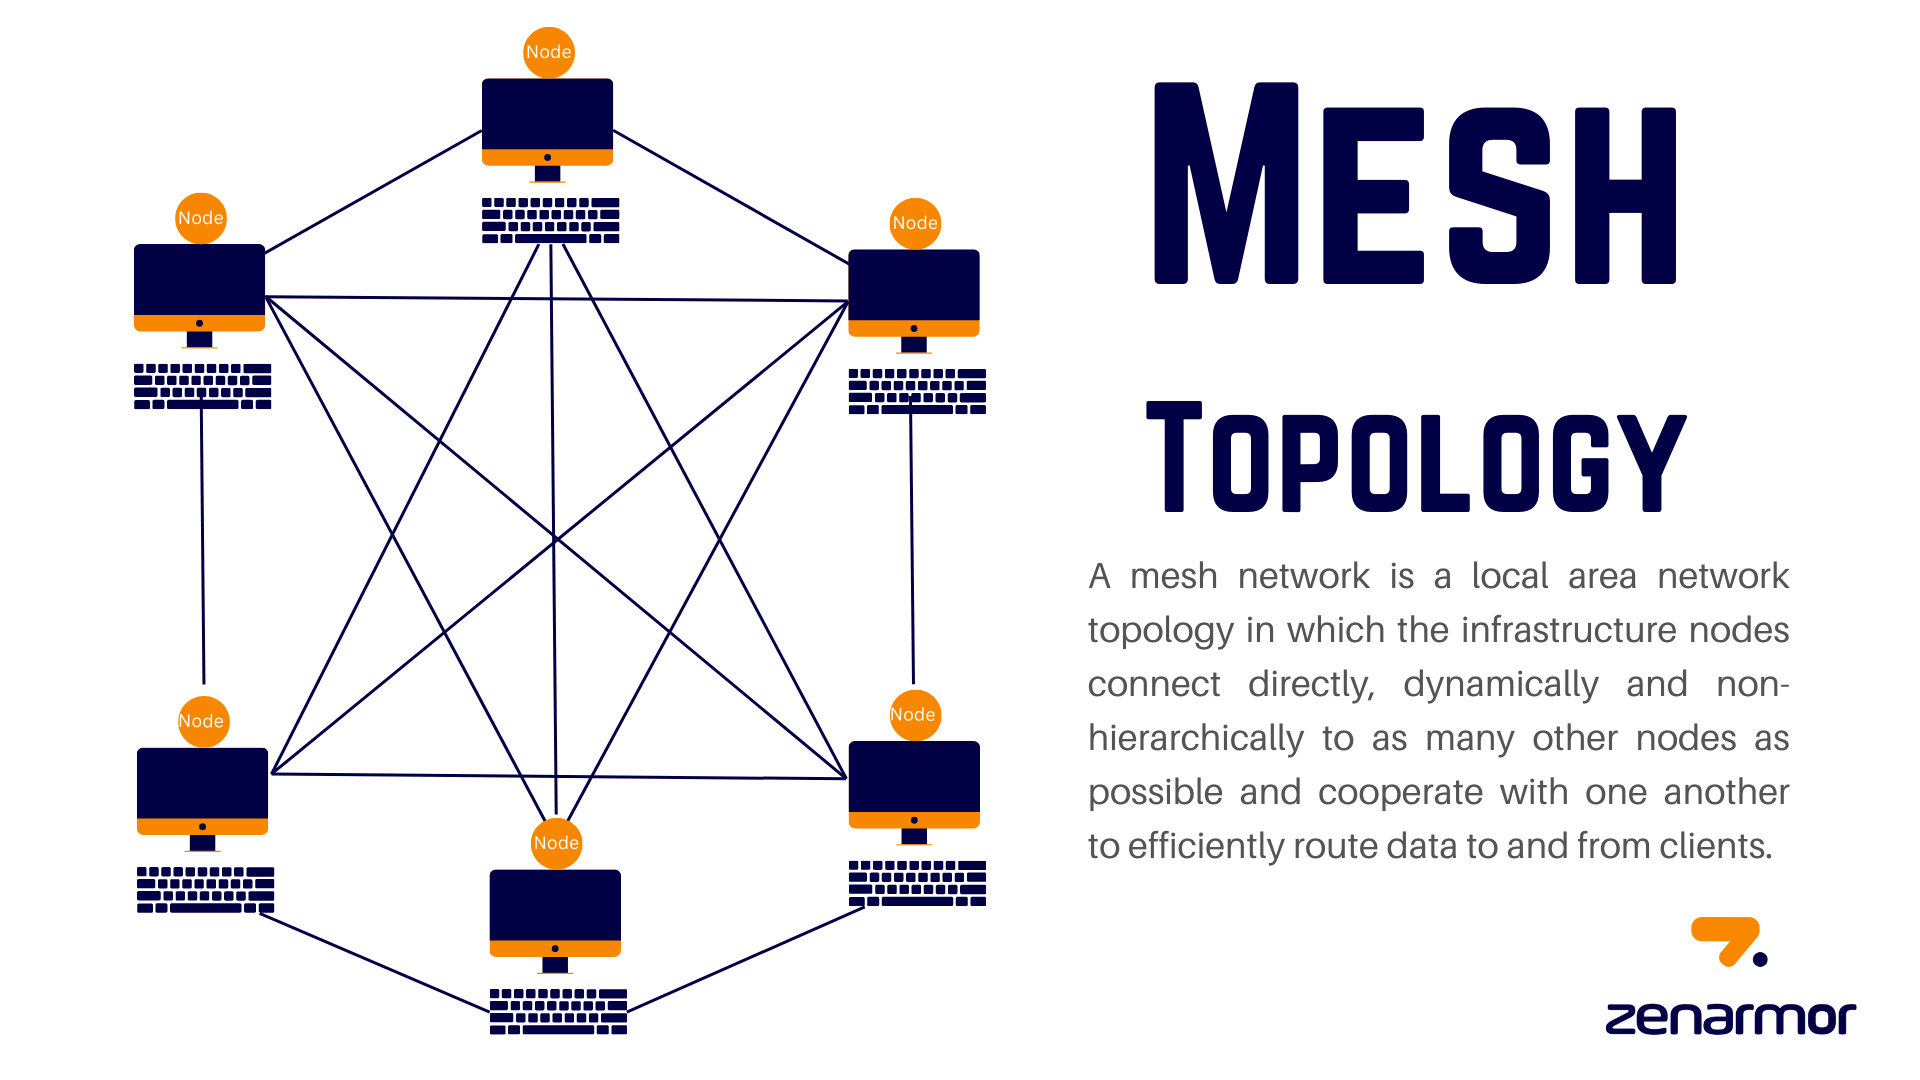 Node
Node
Node
Node
Node
Node
MESH
TOPOLOGY
A mesh network is a local area network
topology in which the infrastructure nodes
connect directly, dynamically and non-
hierarchically to as many other nodes as
possible and cooperate with one another
to efficiently route data to and from clients.
zenarmor